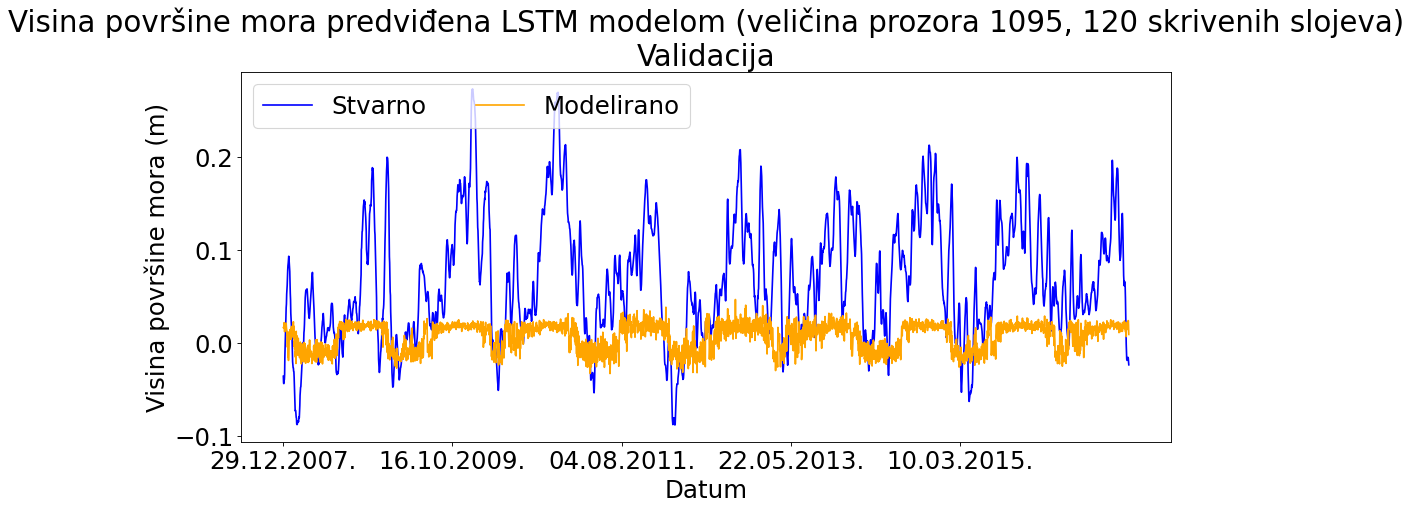 Visina površine mora predviđena LSTM modelom (veličina prozora 1095, 120 skrivenih slojeva)
Validacija
Stvarno Modelirano
Visina površine mora (m)
0.2
0.1
0.0
−0.1
29.12.2007. 16.10.2009. 04.08.2011. 22.05.2013. 10.03.2015.
Datum